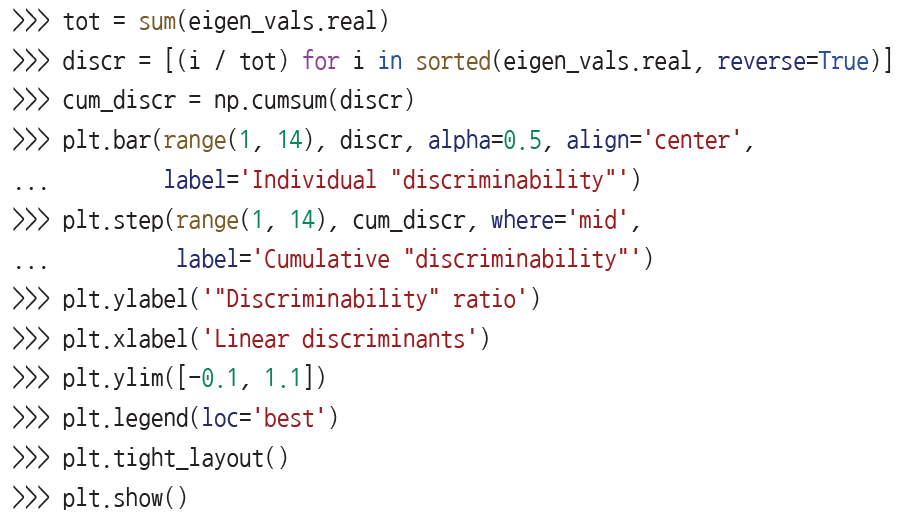 >>> tot = sum(eigen_vals.real)
>>> discr = [(i / tot) for i in sorted(eigen_vals.real, reverse=True)]
>>> cum_discr = np.cumsum(discr)
>>> plt.bar(range(1, 14), discr, alpha=0.5, align='center',
...         label='Individual "discriminability"')
>>> plt.step(range(1, 14), cum_discr, where='mid',
...          label='Cumulative "discriminability"')
>>> plt.ylabel('"Discriminability" ratio')
>>> plt.xlabel('Linear discriminants')
>>> plt.ylim([-0.1, 1.1])
>>> plt.legend(loc='best')
>>> plt.tight_layout()
>>> plt.show()